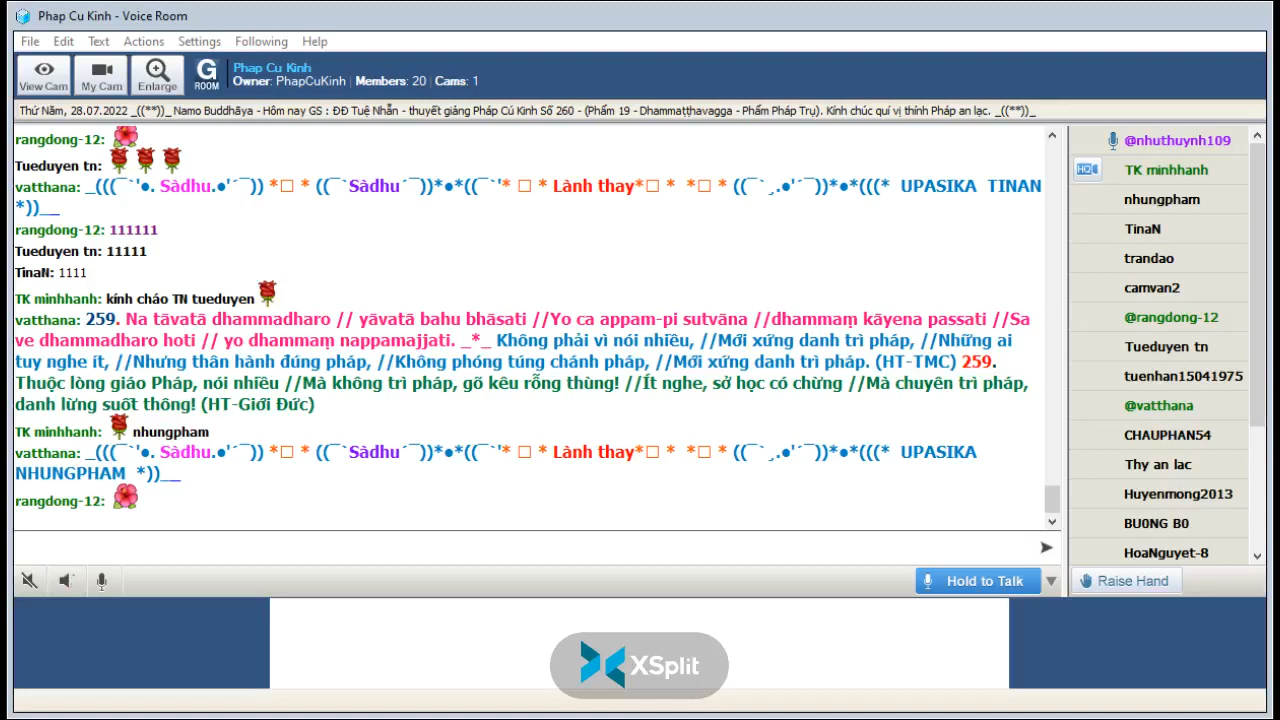 Phap Cu Kinh - Voice Room
File Edit Text Actions Settings Following Help
View Cam My Cam Enlarge G ROOM Phap Cu Kinh
Owner: PhapCuKinh | Members: 20 | Cams: 1
Thứ Năm, 28.07.2022 _((**))_ Namo Buddhāya - Hôm nay GS : ĐĐ Tuệ Nhẫn - thuyết giảng Pháp Cú Kinh Số 260 - (Phẩm 19 - Dhammaṭṭhavagga - Phẩm Pháp Trụ). Kính chúc quí vị thính Pháp an lạc. _((**))_
rangdong-12:
Tueduyen tn:
vatthana: _(((¯`'●. Sàdhu.●'´¯)) *□ * ((¯`Sàdhu´¯))*●*((¯`'* □ * Lành thay*□ * *□ * ((¯`¸.●'´¯))*●*(((* UPASIKA TINAN
*))__
rangdong-12: 111111
Tueduyen tn: 11111
TinaN: 1111
TK minhhanh: kính cháo TN tueduyen
vatthana: 259. Na tāvatā dhammadharo // yāvatā bahu bhāsati //Yo ca appam-pi sutvāna //dhammaṃ kāyena passati //Sa
ve dhammadharo hoti // yo dhammaṃ nappamajjati. _*_ Không phải vì nói nhiều, //Mới xứng danh trì pháp, //Những ai
tuy nghe ít, //Nhưng thân hành đúng pháp, //Không phóng túng chánh pháp, //Mới xứng danh trì pháp. (HT-TMC) 259.
Thuộc lòng giáo Pháp, nói nhiều //Mà không trì pháp, gõ kêu rỗng thùng! //Ít nghe, sở học có chừng //Mà chuyên trì pháp,
danh lừng suốt thông! (HT-Giới Đức)
TK minhhanh: nhungpham
vatthana: _(((¯`'●. Sàdhu.●'´¯)) *□ * ((¯`Sàdhu´¯))*●*((¯`'* □ * Lành thay*□ * *□ * ((¯`¸.●'´¯))*●*(((* UPASIKA
NHUNGPHAM *))__
rangdong-12:
@nhuthuynh109
HQ TK minhhanh
nhungpham
TinaN
trandao
camvan2
@rangdong-12
Tueduyen tn
tuenhan15041975
@vatthana
CHAUPHAN54
Thy an lac
Huyenmong2013
BU0NG B0
HoaNguyet-8
Hold to Talk
Raise Hand
XSplit